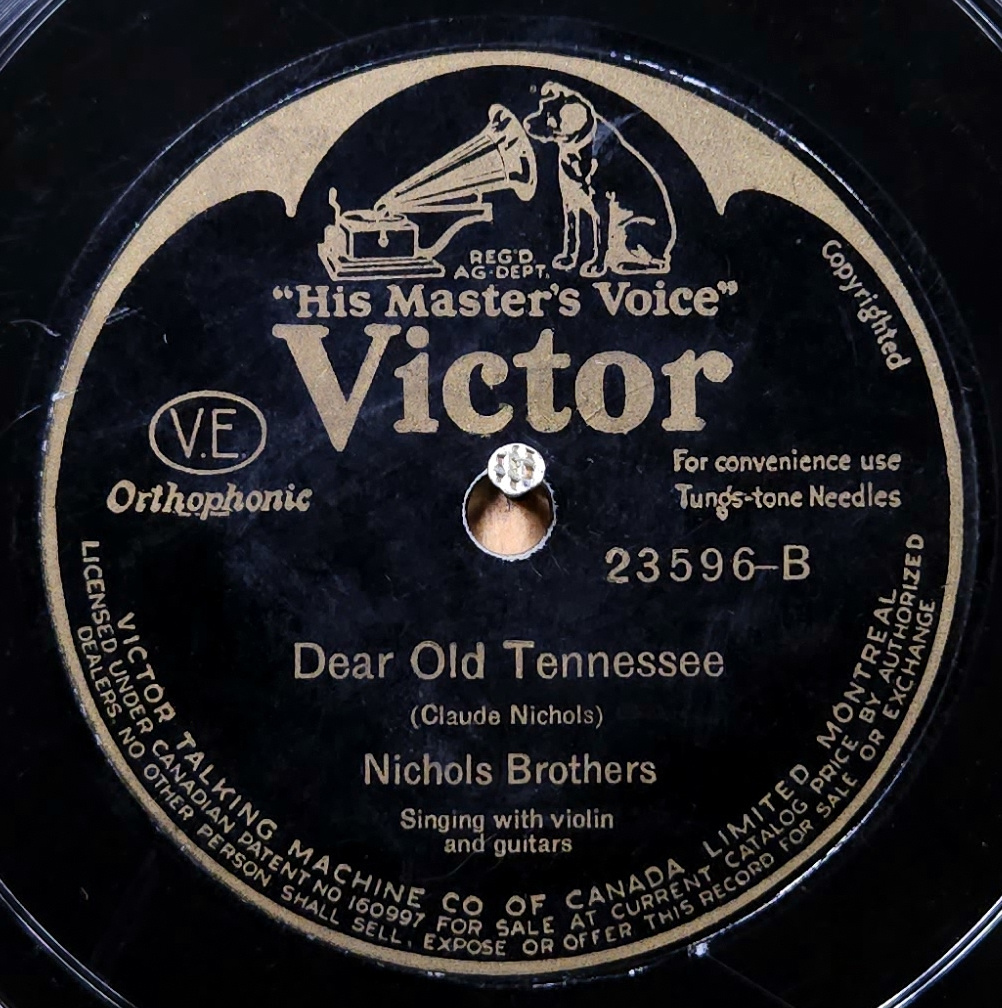 REG'D.
AG-DEPT.
"His Master's Voice"
Victor
Copyrighted
V.E.
Orthophonic
For convenience use
Tungs-tone Needles
23596-B
Dear Old Tennessee
(Claude Nichols)
Nichols Brothers
Singing with violin
and guitars
VICTOR TALKING MACHINE CO OF CANADA LIMITED MONTREAL
LICENSED UNDER CANADIAN PATENT NO 160997 FOR SALE AT CURRENT CATALOG PRICE BY AUTHORIZED
DEALERS. NO OTHER PERSON SHALL SELL, EXPOSE OR OFFER THIS RECORD FOR SALE OR EXCHANGE